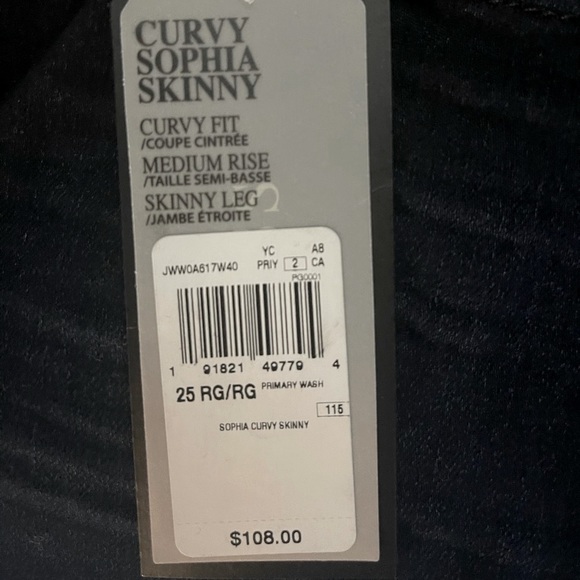 CURVY
SOPHIA
SKINNY
CURVY FIT
/COUPE CINTRÉE
MEDIUM RISE
/TAILLE SEMI-BASSE
SKINNY LEG
/JAMBE ÉTROITE
YC A8
JWW0A617W40 PRIY 2 CA
PG0001
1 91821 49779 4
25 RG/RG PRIMARY WASH
115
SOPHIA CURVY SKINNY
$108.00